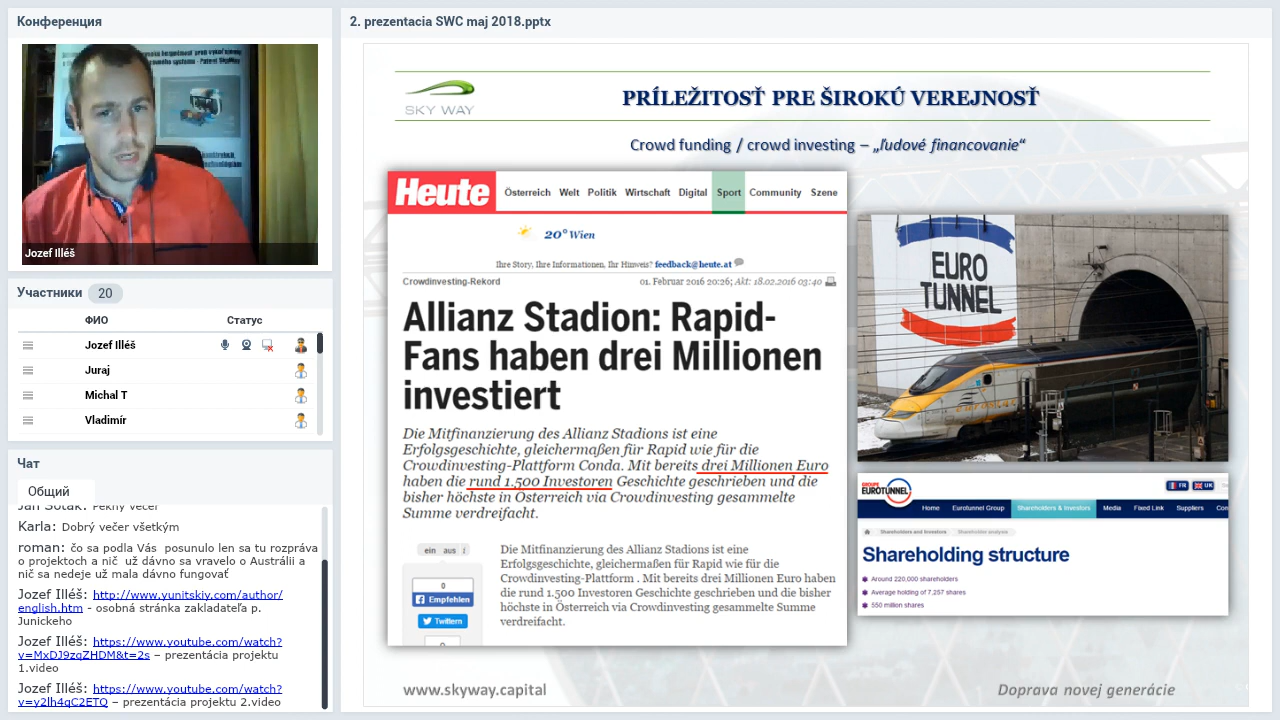 Конференция
Jozef Illéš
Участники 20
ФИО Статус
Jozef Illéš
Juraj
Michal T
Vladimír
Чат
Общий
Jan Soták: Pekný večer
Karla: Dobrý večer všetkým
roman: čo sa podla Vás posunulo len sa tu rozpráva
o projektoch a nič už dávno sa vravelo o Austrálii a
nič sa nedeje už mala dávno fungovať
Jozef Illéš: http://www.yunitskiy.com/author/
english.htm - osobná stránka zakladateľa p.
Junickeho
Jozef Illéš: https://www.youtube.com/watch?
v=MxDJ9zqZHDM&t=2s – prezentácia projektu
1.video
Jozef Illéš: https://www.youtube.com/watch?
v=y2lh4qC2ETQ – prezentácia projektu 2.video
2. prezentacia SWC maj 2018.pptx
SKY WAY
PRÍLEŽITOSŤ PRE ŠIROKÚ VEREJNOSŤ
Crowd funding / crowd investing – „ľudové financovanie“
Heute
Österreich Welt Politik Wirtschaft Digital Sport Community Szene
20° Wien
Ihre Story, Ihre Informationen, Ihr Hinweis? feedback@heute.at
Crowdinvesting-Rekord 01. Februar 2016 20:26; Akt: 18.02.2016 03:40
Allianz Stadion: Rapid-
Fans haben drei Millionen
investiert
Die Mitfinanzierung des Allianz Stadions ist eine
Erfolgsgeschichte, gleichermaßen für Rapid wie für die
Crowdinvesting-Plattform Conda. Mit bereits drei Millionen Euro
haben die rund 1.500 Investoren Geschichte geschrieben und die
bisher höchste in Österreich via Crowdinvesting gesammelte
Summe verdreifacht.
ein aus i
0
Empfehlen
Twittern
0
Die Mitfinanzierung des Allianz Stadions ist eine
Erfolgsgeschichte, gleichermaßen für Rapid wie für die
Crowdinvesting-Plattform . Mit bereits drei Millionen Euro haben
die rund 1.500 Investoren Geschichte geschrieben und die bisher
höchste in Österreich via Crowdinvesting gesammelte Summe
verdreifacht.
EURO
TUNNEL
eurostar
GROUPE
EUROTUNNEL
FR UK
Home Eurotunnel Group Shareholders & Investors Media Fixed Link Suppliers
Shareholders and Investors Shareholder analysis
Shareholding structure
Around 220,000 shareholders
Average holding of 7,257 shares
550 million shares
www.skyway.capital
Doprava novej generácie